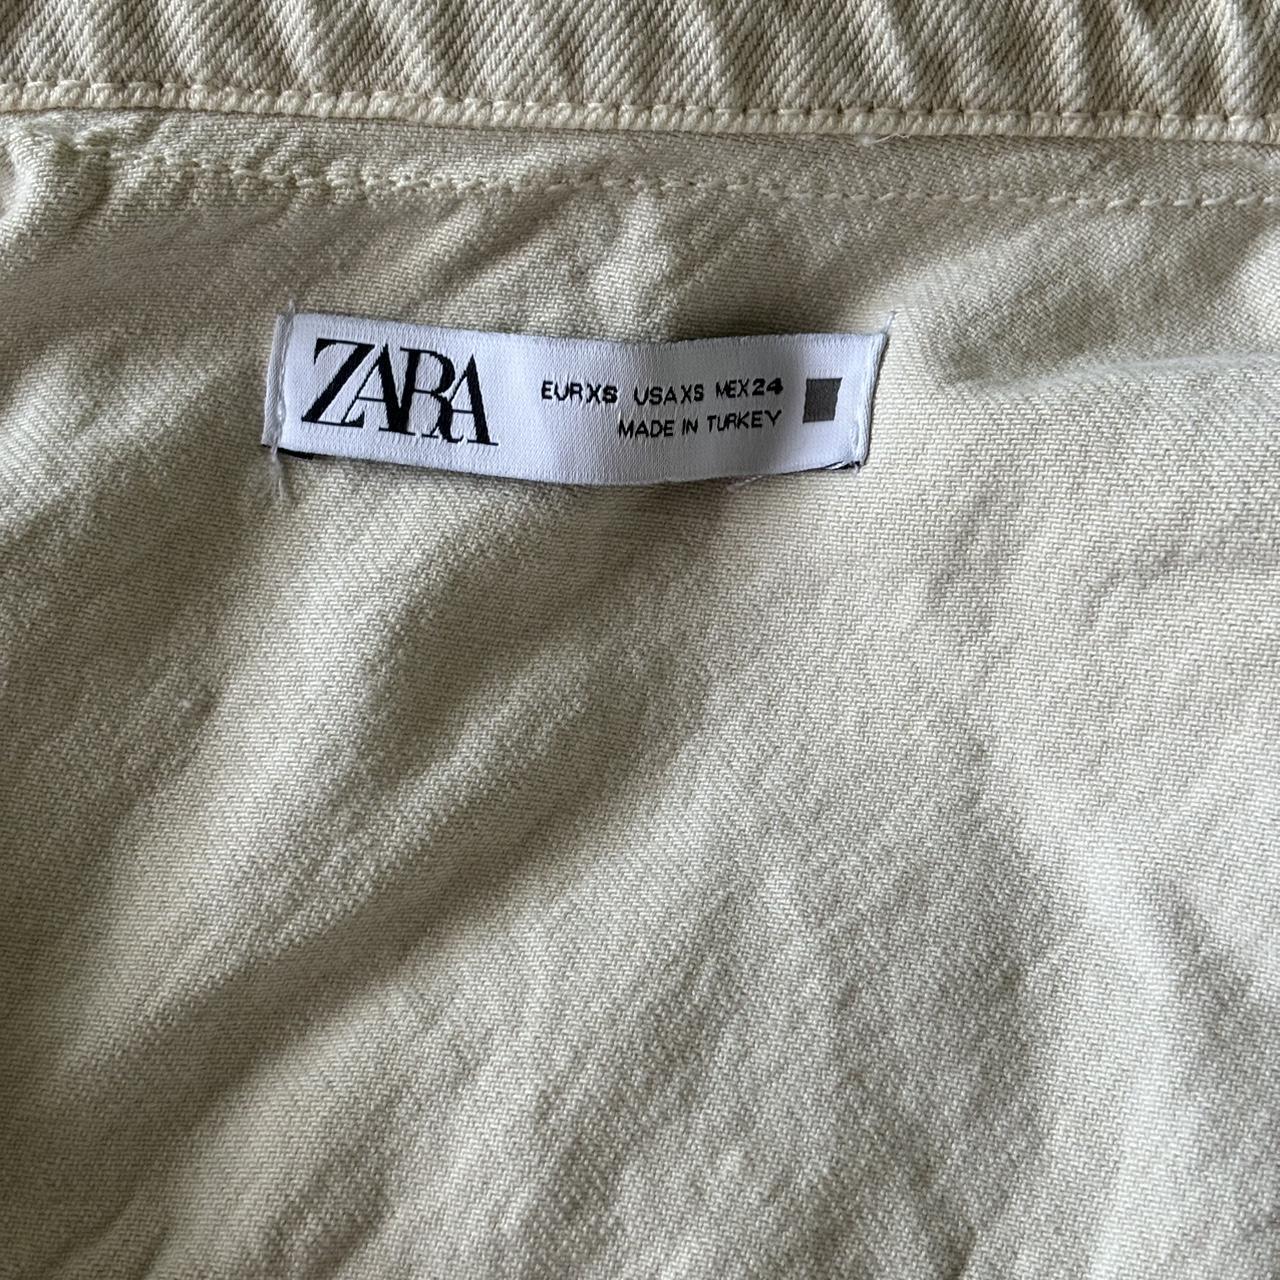 ZARA
EUR XS USA XS MEX 24
MADE IN TURKEY